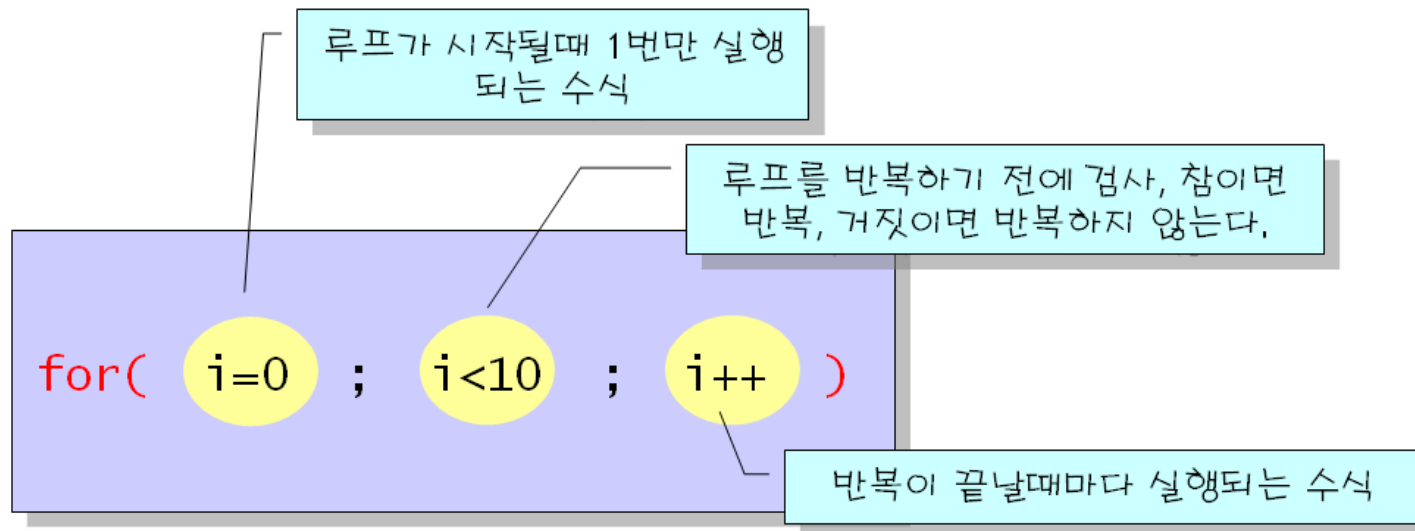 루프가 시작될때 1번만 실행
되는 수식
루프를 반복하기 전에 검사, 참이면
반복, 거짓이면 반복하지 않는다.
for( i=0 ; i<10 ; i++ )
반복이 끝날때마다 실행되는 수식